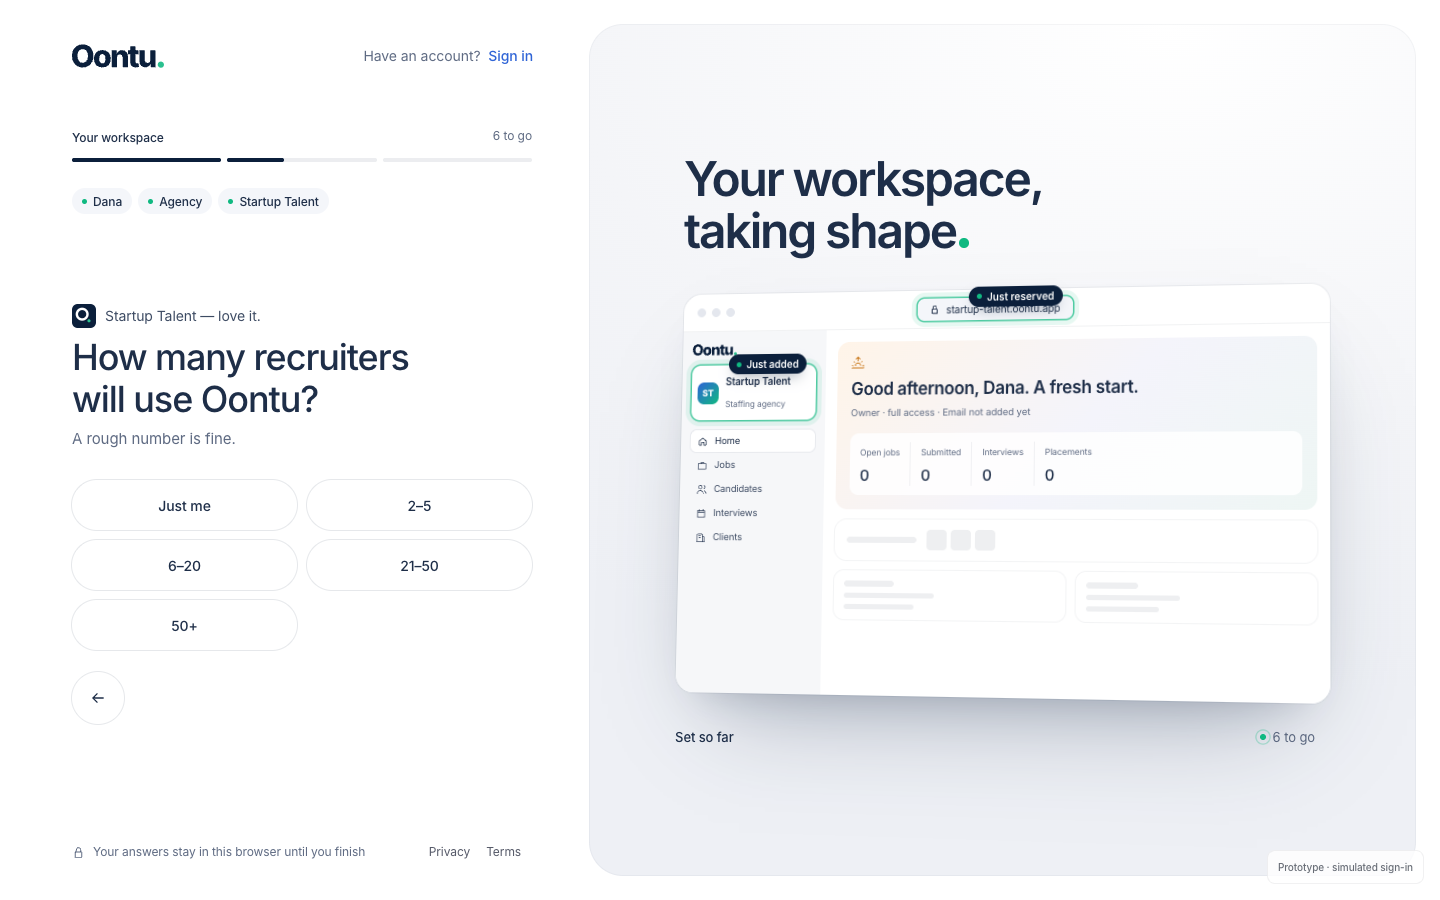 Oontu.
Have an account? Sign in
Your workspace
6 to go
Dana
Agency
Startup Talent
Startup Talent — love it.
How many recruiters
will use Oontu?
A rough number is fine.
Just me
2–5
6–20
21–50
50+
Your answers stay in this browser until you finish
Privacy
Terms
Your workspace,
taking shape.
Just reserved
startup-talent.oontu.app
Oontu.
Just added
ST
Startup Talent
Staffing agency
Home
Jobs
Candidates
Interviews
Clients
Good afternoon, Dana. A fresh start.
Owner · full access · Email not added yet
Open jobs
0
Submitted
0
Interviews
0
Placements
0
Set so far
6 to go
Prototype · simulated sign-in